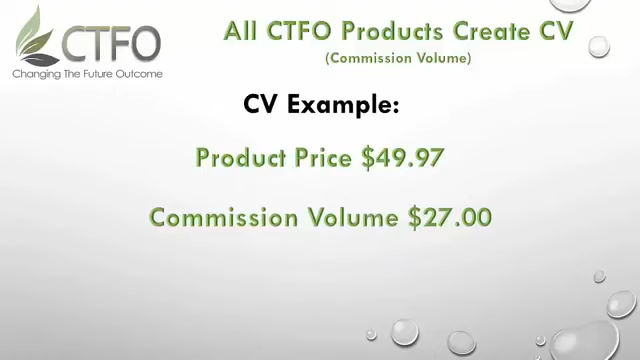 CTFO
Changing The Future Outcome
All CTFO Products Create CV
(Commission Volume)
CV Example:
Product Price $49.97
Commission Volume $27.00